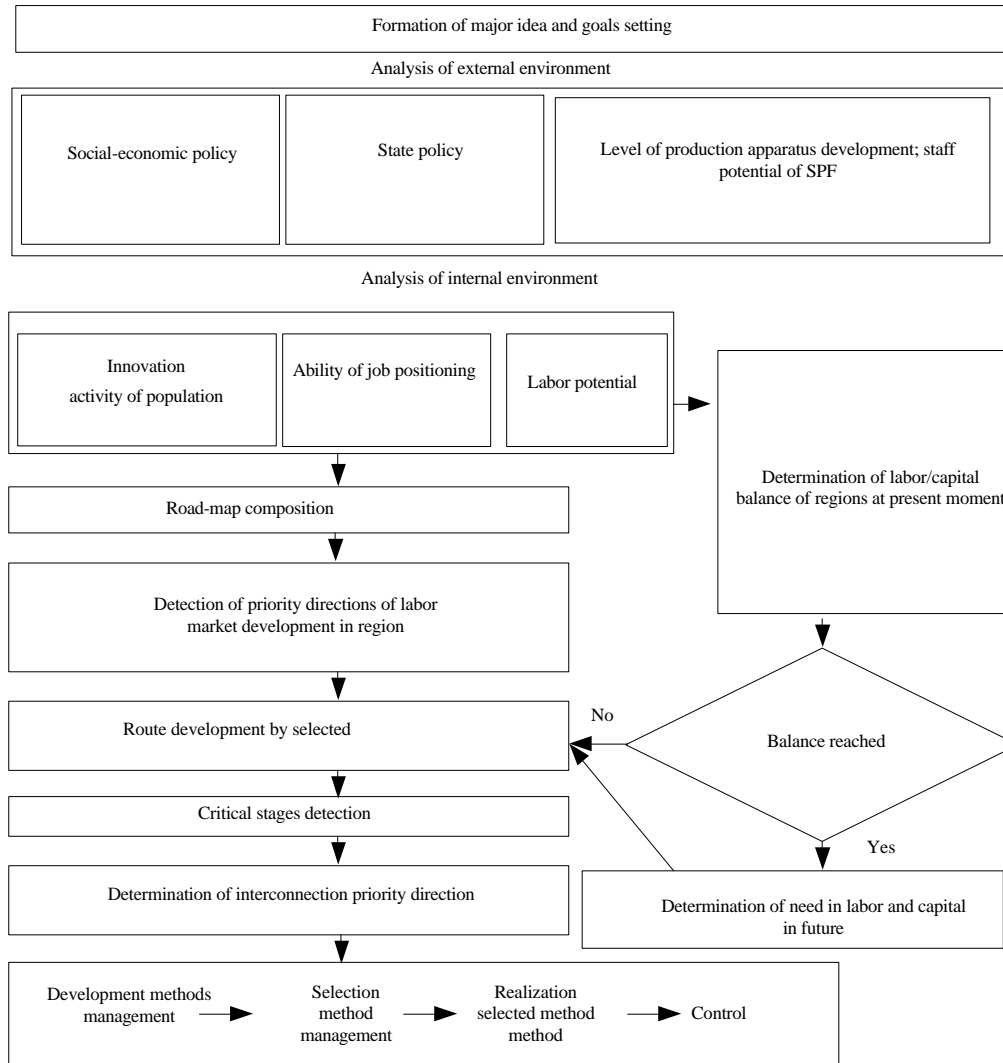 Formation of major idea and goals setting
Analysis of external environment
Social-economic policy
State policy
Level of production apparatus development; staff
potential of SPF
Analysis of internal environment
Innovation
activity of population
Ability of job positioning
Labor potential
Determination of labor/capital
balance of regions at present moment
Road-map composition
Detection of priority directions of labor
market development in region
Route development by selected
No
Balance reached
Critical stages detection
Yes
Determination of interconnection priority direction
Determination of need in labor and capital
in future
Development methods
management
Selection
method
management
Realization
selected method
method
Control